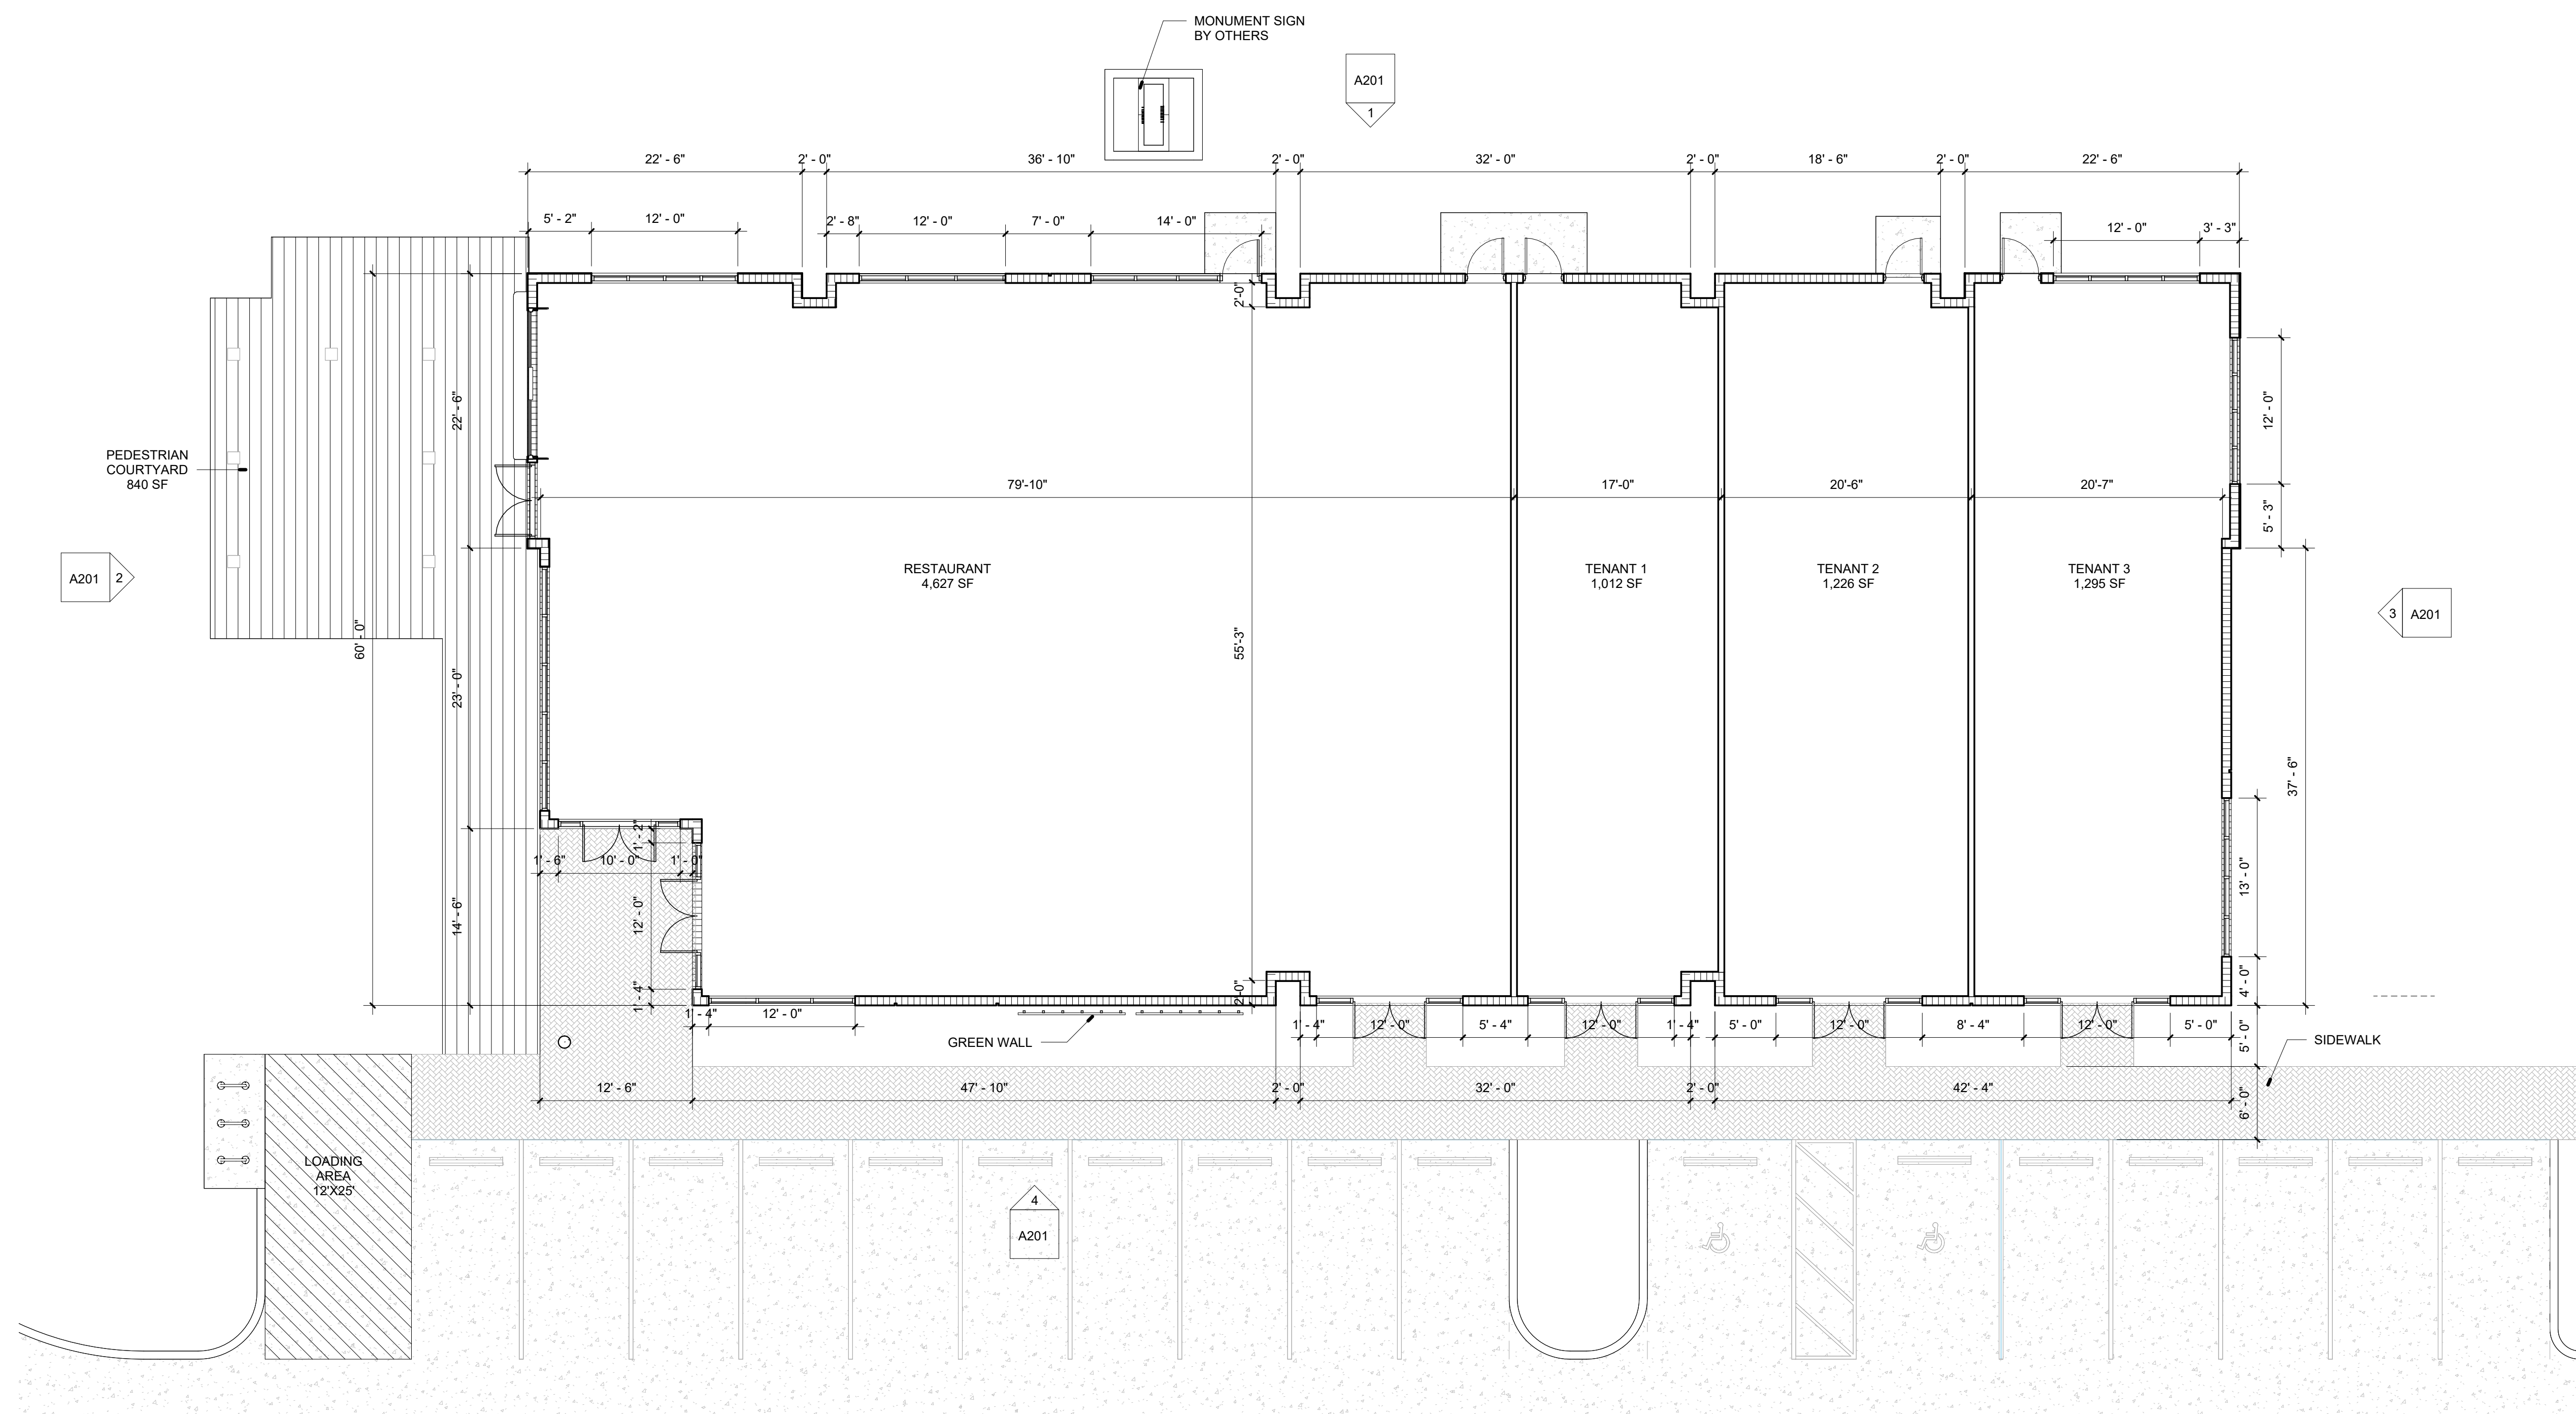 MONUMENT SIGN
BY OTHERS
A201
1
22' - 6"
2' - 0"
36' - 10"
2' - 0"
32' - 0"
2' - 0"
18' - 6"
2' - 0"
22' - 6"
5' - 2"
12' - 0"
2' - 8"
12' - 0"
7' - 0"
14' - 0"
12' - 0"
3' - 3"
2'-0"
22' - 6"
12' - 0"
PEDESTRIAN
COURTYARD
840 SF
79'-10"
17'-0"
20'-6"
20'-7"
5' - 3"
A201
2
RESTAURANT
4,627 SF
TENANT 1
1,012 SF
TENANT 2
1,226 SF
TENANT 3
1,295 SF
3
A201
60' - 0"
55'-3"
23' - 0"
37' - 6"
1' - 2"
1' - 6"
10' - 0"
1' - 0"
13' - 0"
14' - 6"
12' - 0"
1' - 4"
2'-0"
4' - 0"
1' - 4"
12' - 0"
GREEN WALL
1' - 4"
12' - 0"
5' - 4"
12' - 0"
1' - 4"
5' - 0"
12' - 0"
8' - 4"
12' - 0"
5' - 0"
5' - 0"
SIDEWALK
12' - 6"
47' - 10"
2' - 0"
32' - 0"
2' - 0"
42' - 4"
6' - 0"
LOADING
AREA
12'X25'
4
A201